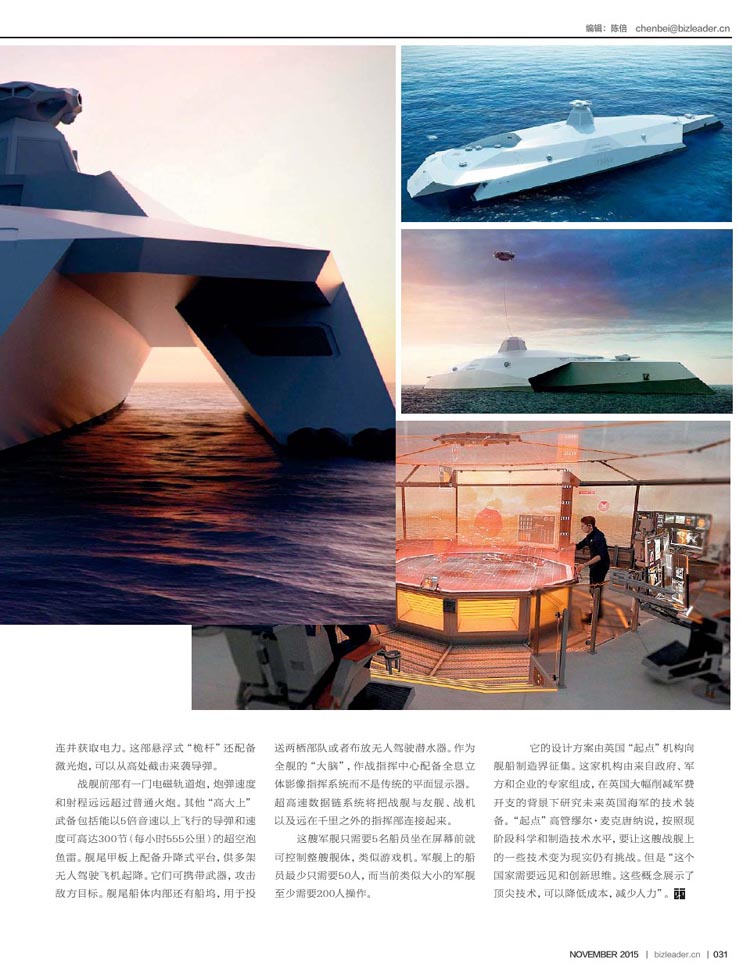 编辑：陈倍 chenbei@bizleader.cn
连并获取电力。这部悬浮式“桅杆”还配备
激光炮，可以从高处截击来袭导弹。
战舰前部有一门电磁轨道炮，炮弹速度
和射程远远超过普通火炮。其他“高大上”
武备包括能以5倍音速以上飞行的导弹和速
度可高达300节（每小时555公里）的超空泡
鱼雷。舰尾甲板上配备升降式平台，供多架
无人驾驶飞机起降。它们可携带武器，攻击
敌方目标。舰尾船体内部还有船坞，用于投
送两栖部队或者布放无人驾驶潜水器。作为
全舰的“大脑”，作战指挥中心配备全息立
体影像指挥系统而不是传统的平面显示器。
超高速数据链系统将把战舰与友舰、战机
以及远在千里之外的指挥部连接起来。
这艘军舰只需要5名船员坐在屏幕前就
可控制整艘舰体，类似游戏机。军舰上的船
员最少只需要50人，而当前类似大小的军舰
至少需要200人操作。
它的设计方案由英国“起点”机构向
舰船制造界征集。这家机构由来自政府、军
方和企业的专家组成，在英国大幅削减军费
开支的背景下研究未来英国海军的技术装
备。“起点”高管缪尔·麦克唐纳说，按照现
阶段科学和制造技术水平，要让这艘战舰上
的一些技术变为现实仍有挑战。但是“这个
国家需要远见和创新思维。这些概念展示了
顶尖技术，可以降低成本，减少人力”。
NOVEMBER 2015 | bizleader.cn | 031